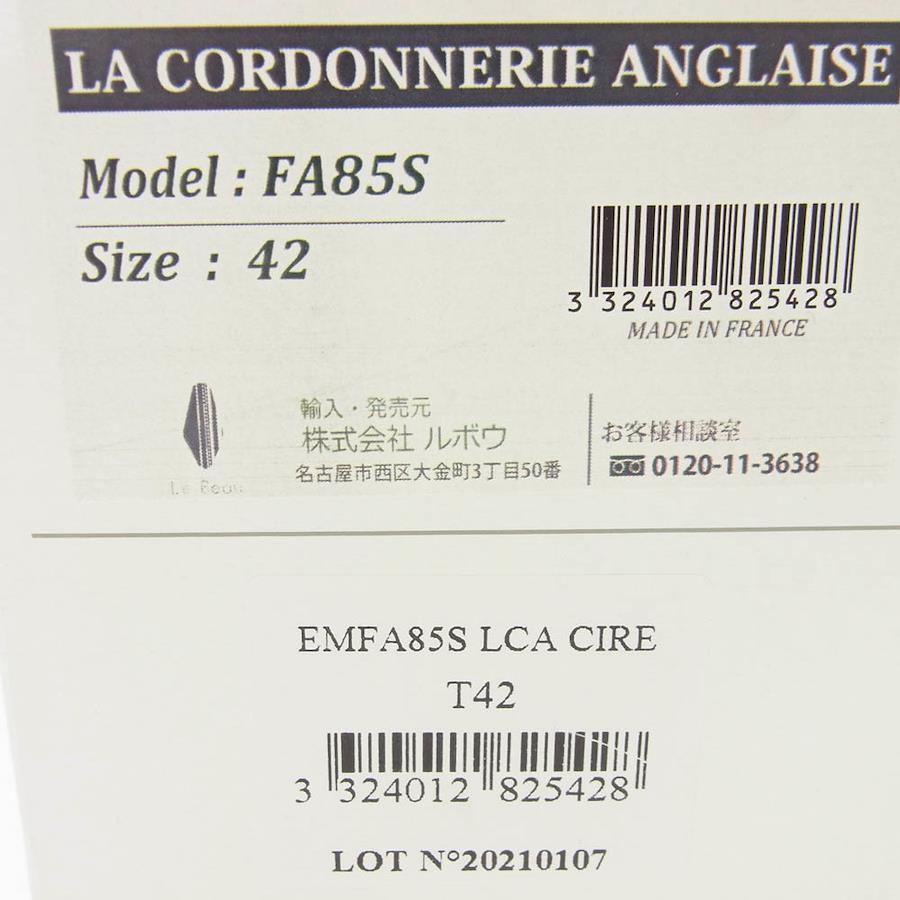 LA CORDONNERIE ANGLAISE
Model : FA85S
Size : 42
3 324012 825428
MADE IN FRANCE
Le Beau
輸入・発売元
株式会社 ルボウ
名古屋市西区大金町3丁目50番
お客様相談室
0120-11-3638
EMFA85S LCA CIRE
T42
3 324012 825428
LOT N°20210107